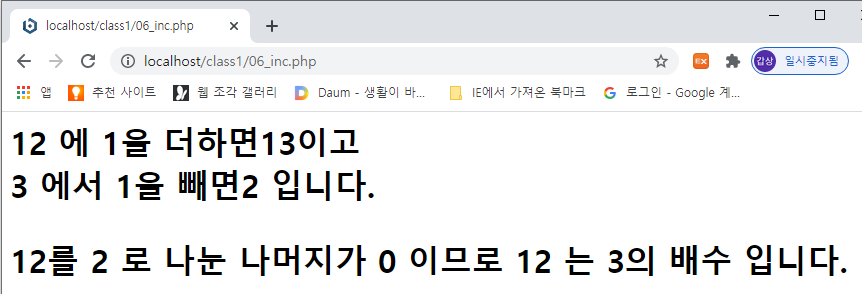 localhost/class1/06_inc.php
localhost/class1/06_inc.php
Ex
갑상
일시중지됨
앱
추천 사이트
웹 조각 갤러리
Daum - 생활이 바...
IE에서 가져온 북마크
로그인 - Google 계...
12 에 1을 더하면13이고
3 에서 1을 빼면2 입니다.
12를 2 로 나눈 나머지가 0 이므로 12 는 3의 배수 입니다.